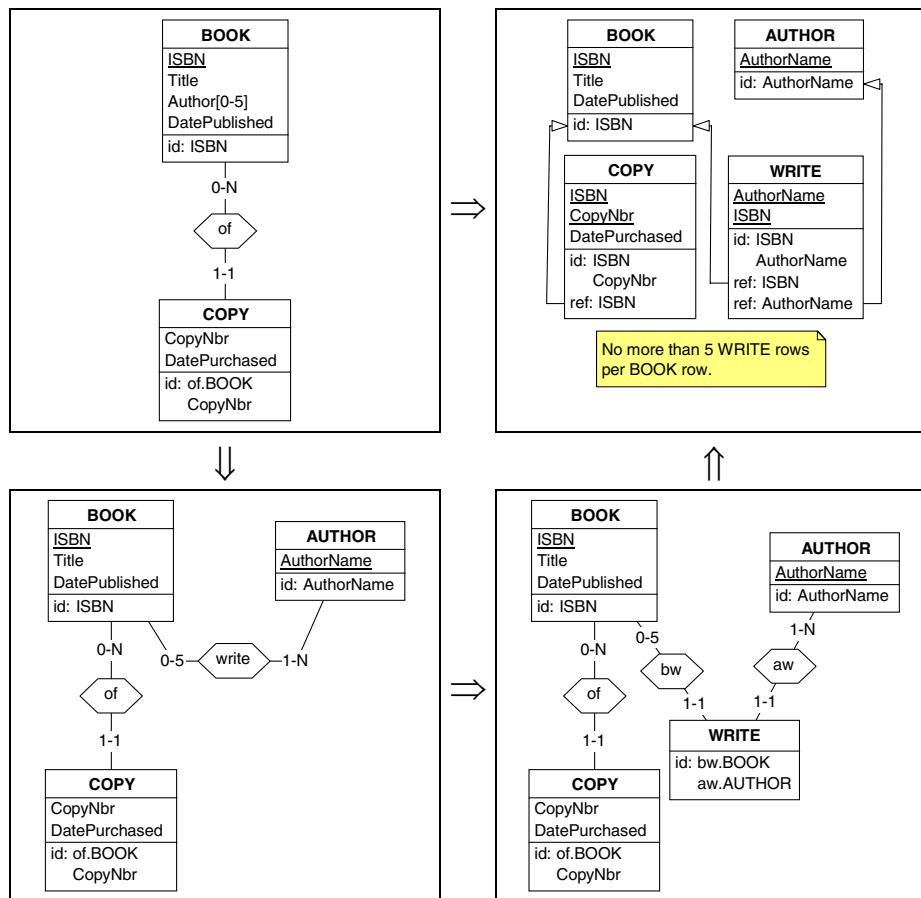 BOOK
ISBN
Title
Author[0-5]
DatePublished
id: ISBN
0-N
of
1-1
COPY
CopyNbr
DatePurchased
id: of.BOOK
CopyNbr
⇒
BOOK
ISBN
Title
DatePublished
id: ISBN
AUTHOR
AuthorName
id: AuthorName
COPY
ISBN
CopyNbr
DatePurchased
id: ISBN
CopyNbr
ref: ISBN
WRITE
AuthorName
ISBN
id: ISBN
AuthorName
ref: ISBN
ref: AuthorName
No more than 5 WRITE rows
per BOOK row.
⇓
⇑
BOOK
ISBN
Title
DatePublished
id: ISBN
AUTHOR
AuthorName
id: AuthorName
0-5
write
1-N
0-N
of
1-1
COPY
CopyNbr
DatePurchased
id: of.BOOK
CopyNbr
⇒
BOOK
ISBN
Title
DatePublished
id: ISBN
AUTHOR
AuthorName
id: AuthorName
0-5
bw
1-1
1-N
aw
1-1
WRITE
id: bw.BOOK
aw.AUTHOR
0-N
of
1-1
COPY
CopyNbr
DatePurchased
id: of.BOOK
CopyNbr